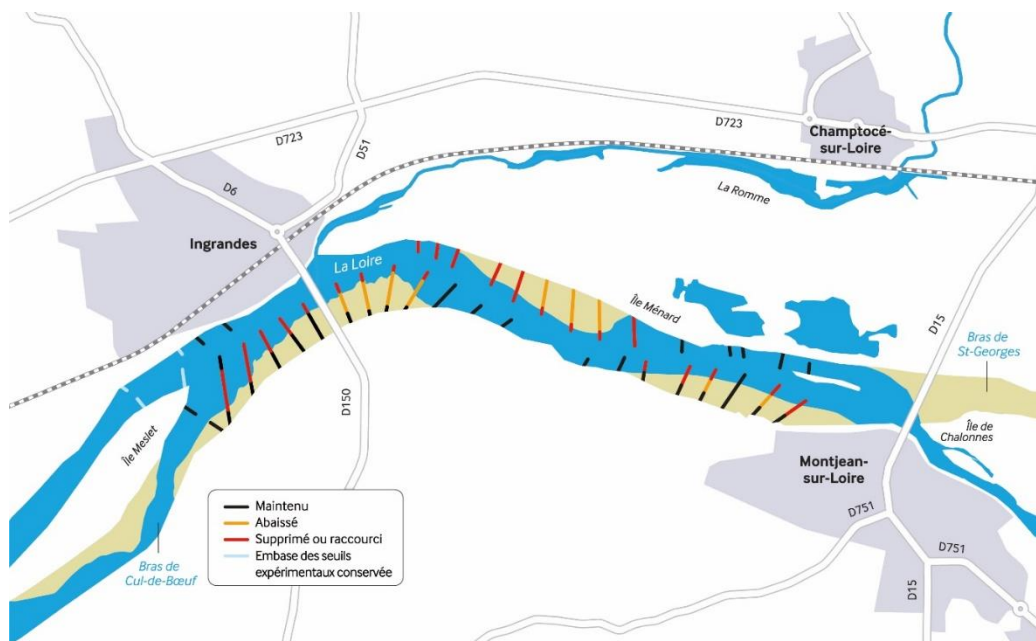 D723
D723
D51
Champtocé-
sur-Loire
La Romme
D6
Ingrandes
La Loire
Île Ménard
D15
Bras de
St-Georges
D150
Île Meslet
Île de
Chalonnes
Montjean-
sur-Loire
Maintenu
Abaissé
Supprimé ou raccourci
Embase des seuils
expérimentaux conservée
D751
D751
Bras de
Cul-de-Bœuf
D15